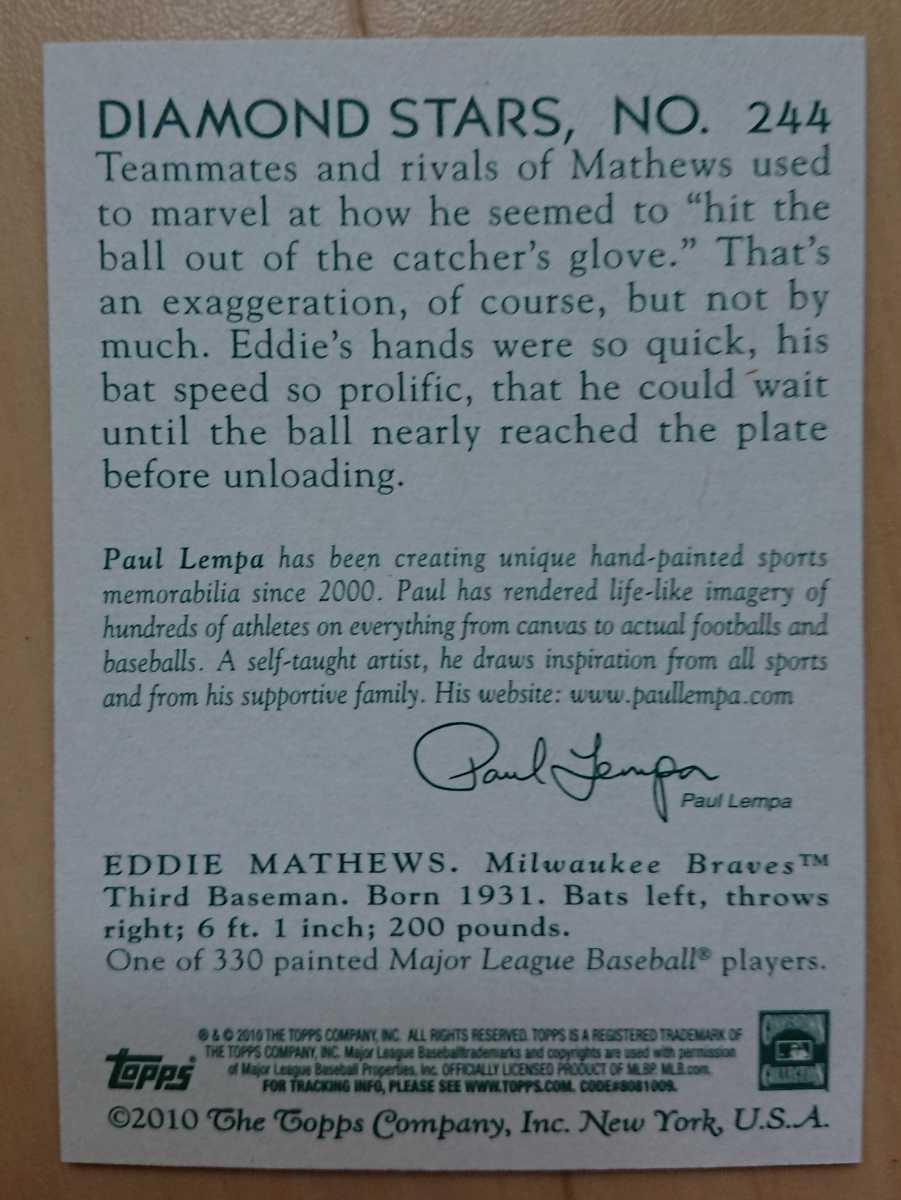 DIAMOND STARS, NO. 244
Teammates and rivals of Mathews used
to marvel at how he seemed to “hit the
ball out of the catcher’s glove.” That’s
an exaggeration, of course, but not by
much. Eddie’s hands were so quick, his
bat speed so prolific, that he could wait
until the ball nearly reached the plate
before unloading.
Paul Lempa has been creating unique hand-painted sports
memorabilia since 2000. Paul has rendered life-like imagery of
hundreds of athletes on everything from canvas to actual footballs and
baseballs. A self-taught artist, he draws inspiration from all sports
and from his supportive family. His website: www.paullempa.com
Paul Lempa
Paul Lempa
EDDIE MATHEWS. Milwaukee Braves™
Third Baseman. Born 1931. Bats left, throws
right; 6 ft. 1 inch; 200 pounds.
One of 330 painted Major League Baseball® players.
® & © 2010 THE TOPPS COMPANY, INC. ALL RIGHTS RESERVED. TOPPS IS A REGISTERED TRADEMARK OF
THE TOPPS COMPANY, INC. Major League Baseball trademarks and copyrights are used with permission
of Major League Baseball Properties, Inc. OFFICIALLY LICENSED PRODUCT OF MLBP MLB.com.
FOR TRACKING INFO, PLEASE SEE WWW.TOPPS.COM. CODE#8081009.
Topps®
COLLECTION
©2010 The Topps Company, Inc. New York, U.S.A.